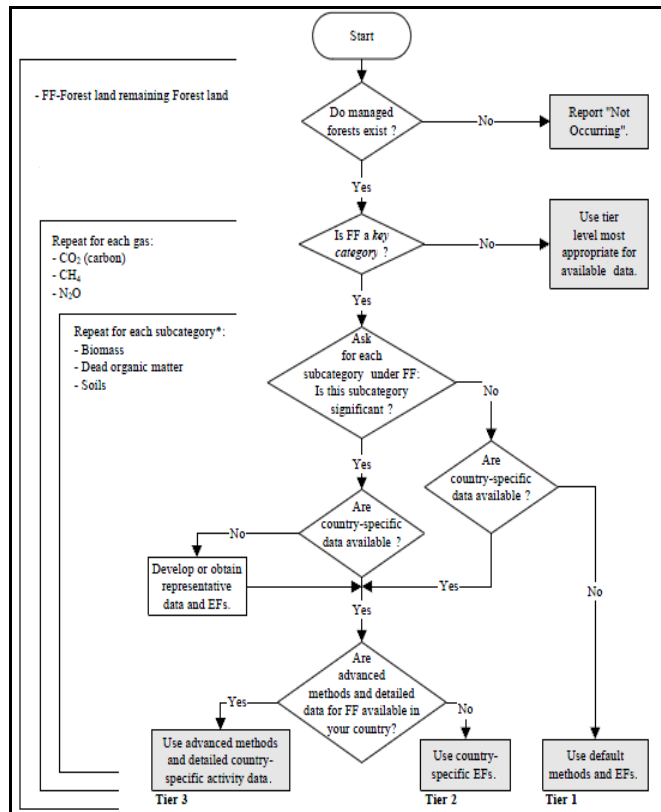 Start
- FF-Forest land remaining Forest land
Do managed
forests exist ?
No
Report "Not
Occurring".
Yes
Repeat for each gas:
- CO₂ (carbon)
- CH₄
- N₂O
Is FF a key
category ?
No
Use tier
level most
appropriate for
available data.
Yes
Repeat for each subcategory*:
- Biomass
- Dead organic matter
- Soils
Ask
for each
subcategory under FF:
Is this subcategory
significant ?
No
Yes
Are
country-specific
data available ?
Are
country-specific
data available ?
No
Develop or obtain
representative
data and EFs.
Yes
No
Yes
Are
advanced
methods and detailed
data for FF available in
your country?
Yes
No
Use advanced methods
and detailed country-
specific activity data.
Use country-
specific EFs.
Use default
methods and EFs.
Tier 3
Tier 2
Tier 1